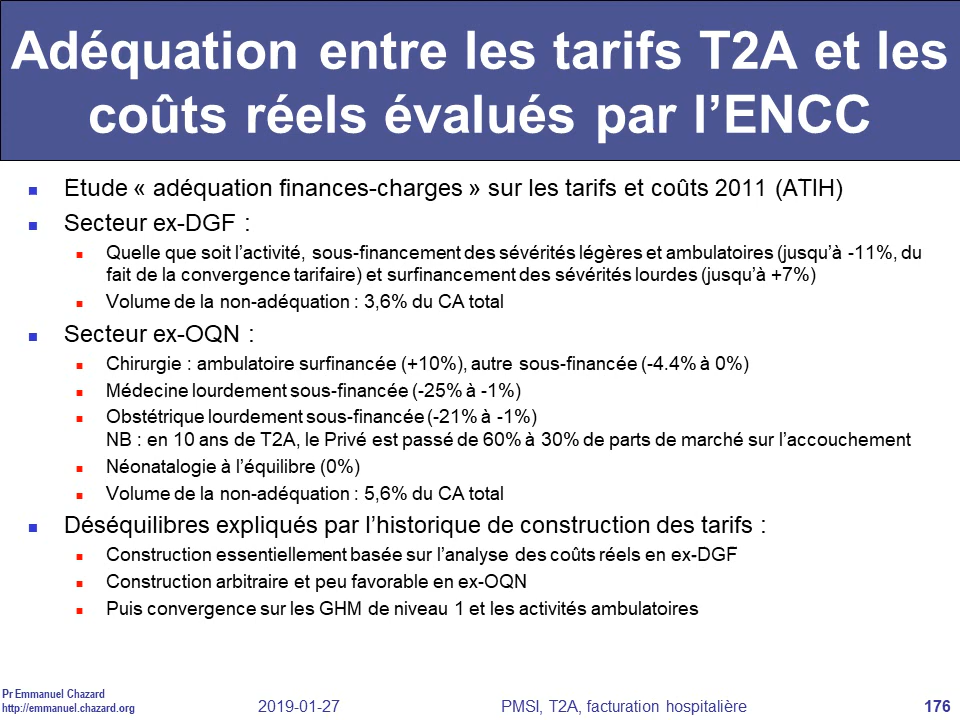 Adéquation entre les tarifs T2A et les
coûts réels évalués par l’ENCC
Etude « adéquation finances-charges » sur les tarifs et coûts 2011 (ATIH)
Secteur ex-DGF :
Quelle que soit l’activité, sous-financement des sévérités légères et ambulatoires (jusqu’à -11%, du
fait de la convergence tarifaire) et surfinancement des sévérités lourdes (jusqu’à +7%)
Volume de la non-adéquation : 3,6% du CA total
Secteur ex-OQN :
Chirurgie : ambulatoire surfinancée (+10%), autre sous-financée (-4.4% à 0%)
Médecine lourdement sous-financée (-25% à -1%)
Obstétrique lourdement sous-financée (-21% à -1%)
NB : en 10 ans de T2A, le Privé est passé de 60% à 30% de parts de marché sur l’accouchement
Néonatalogie à l’équilibre (0%)
Volume de la non-adéquation : 5,6% du CA total
Déséquilibres expliqués par l’historique de construction des tarifs :
Construction essentiellement basée sur l’analyse des coûts réels en ex-DGF
Construction arbitraire et peu favorable en ex-OQN
Puis convergence sur les GHM de niveau 1 et les activités ambulatoires
Pr Emmanuel Chazard
http://emmanuel.chazard.org
2019-01-27
PMSI, T2A, facturation hospitalière
176